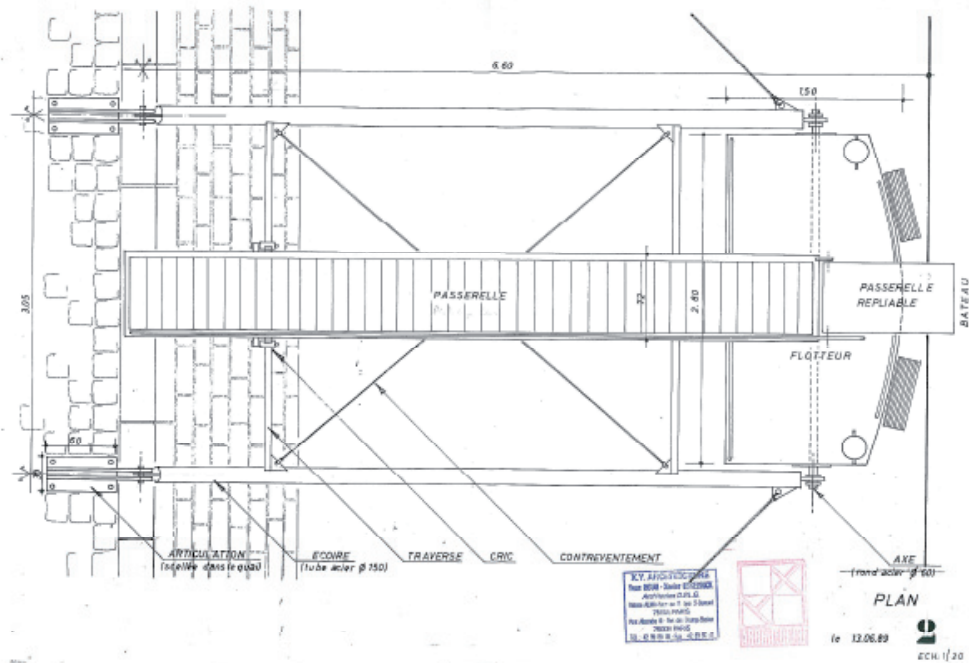 6.60
1.50
3.05
PASSERELLE
72
2.80
PASSERELLE
REPLIABLE
BATEAU
FLOTTEUR
60
ARTICULATION
(scellée dans le quai)
ECOIRE
(tube acier Ø 150)
TRAVERSE
CRIC
CONTREVENTEMENT
AXE
(rond acier Ø 60)
PLAN
le 13.06.89
2
ECH. 1/20